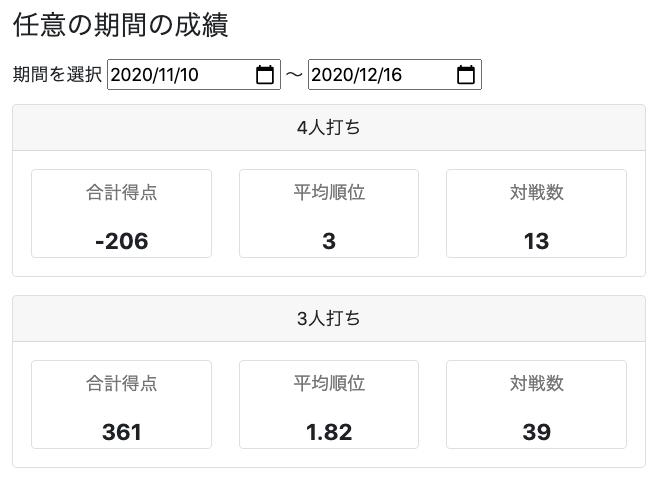 任意の期間の成績
期間を選択 2020/11/10 〜 2020/12/16
4人打ち
合計得点 平均順位 対戦数
-206 3 13
3人打ち
合計得点 平均順位 対戦数
361 1.82 39